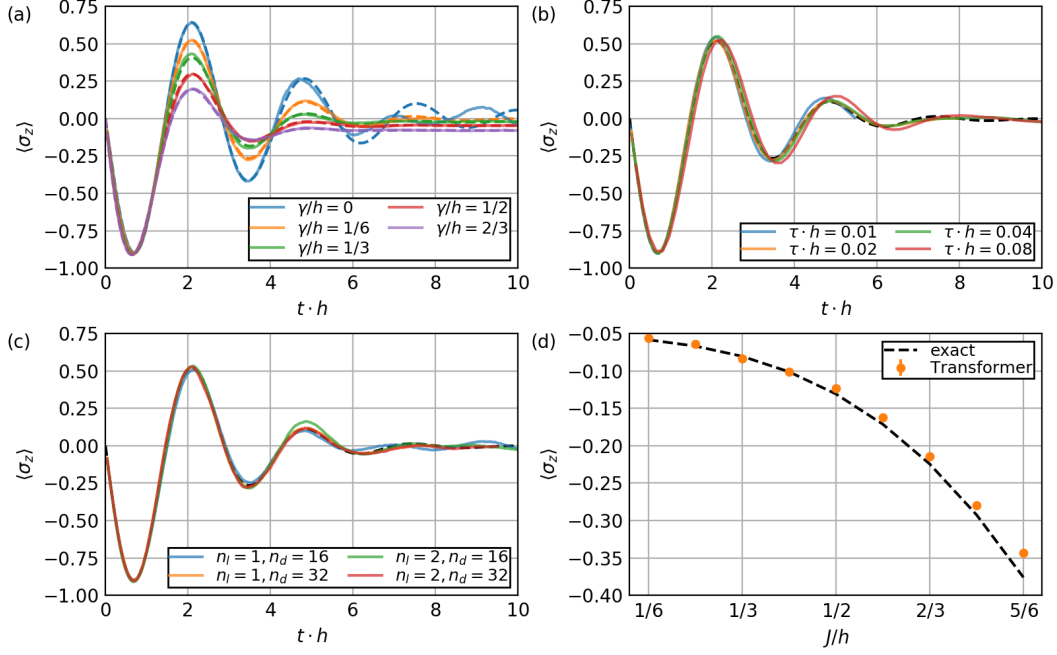 (a)
0.75
0.50
0.25
0.00
−0.25
−0.50
−0.75
−1.00
⟨σz⟩
γ/h = 0
γ/h = 1/2
γ/h = 1/6
γ/h = 2/3
γ/h = 1/3
0 2 4 6 8 10
t · h
(b)
0.75
0.50
0.25
0.00
−0.25
−0.50
−0.75
−1.00
⟨σz⟩
τ · h = 0.01
τ · h = 0.04
τ · h = 0.02
τ · h = 0.08
0 2 4 6 8 10
t · h
(c)
0.75
0.50
0.25
0.00
−0.25
−0.50
−0.75
−1.00
⟨σz⟩
nl = 1, nd = 16
nl = 2, nd = 16
nl = 1, nd = 32
nl = 2, nd = 32
0 2 4 6 8 10
t · h
(d)
−0.05
−0.10
−0.15
−0.20
−0.25
−0.30
−0.35
−0.40
⟨σz⟩
exact
Transformer
1/6 1/3 1/2 2/3 5/6
J/h